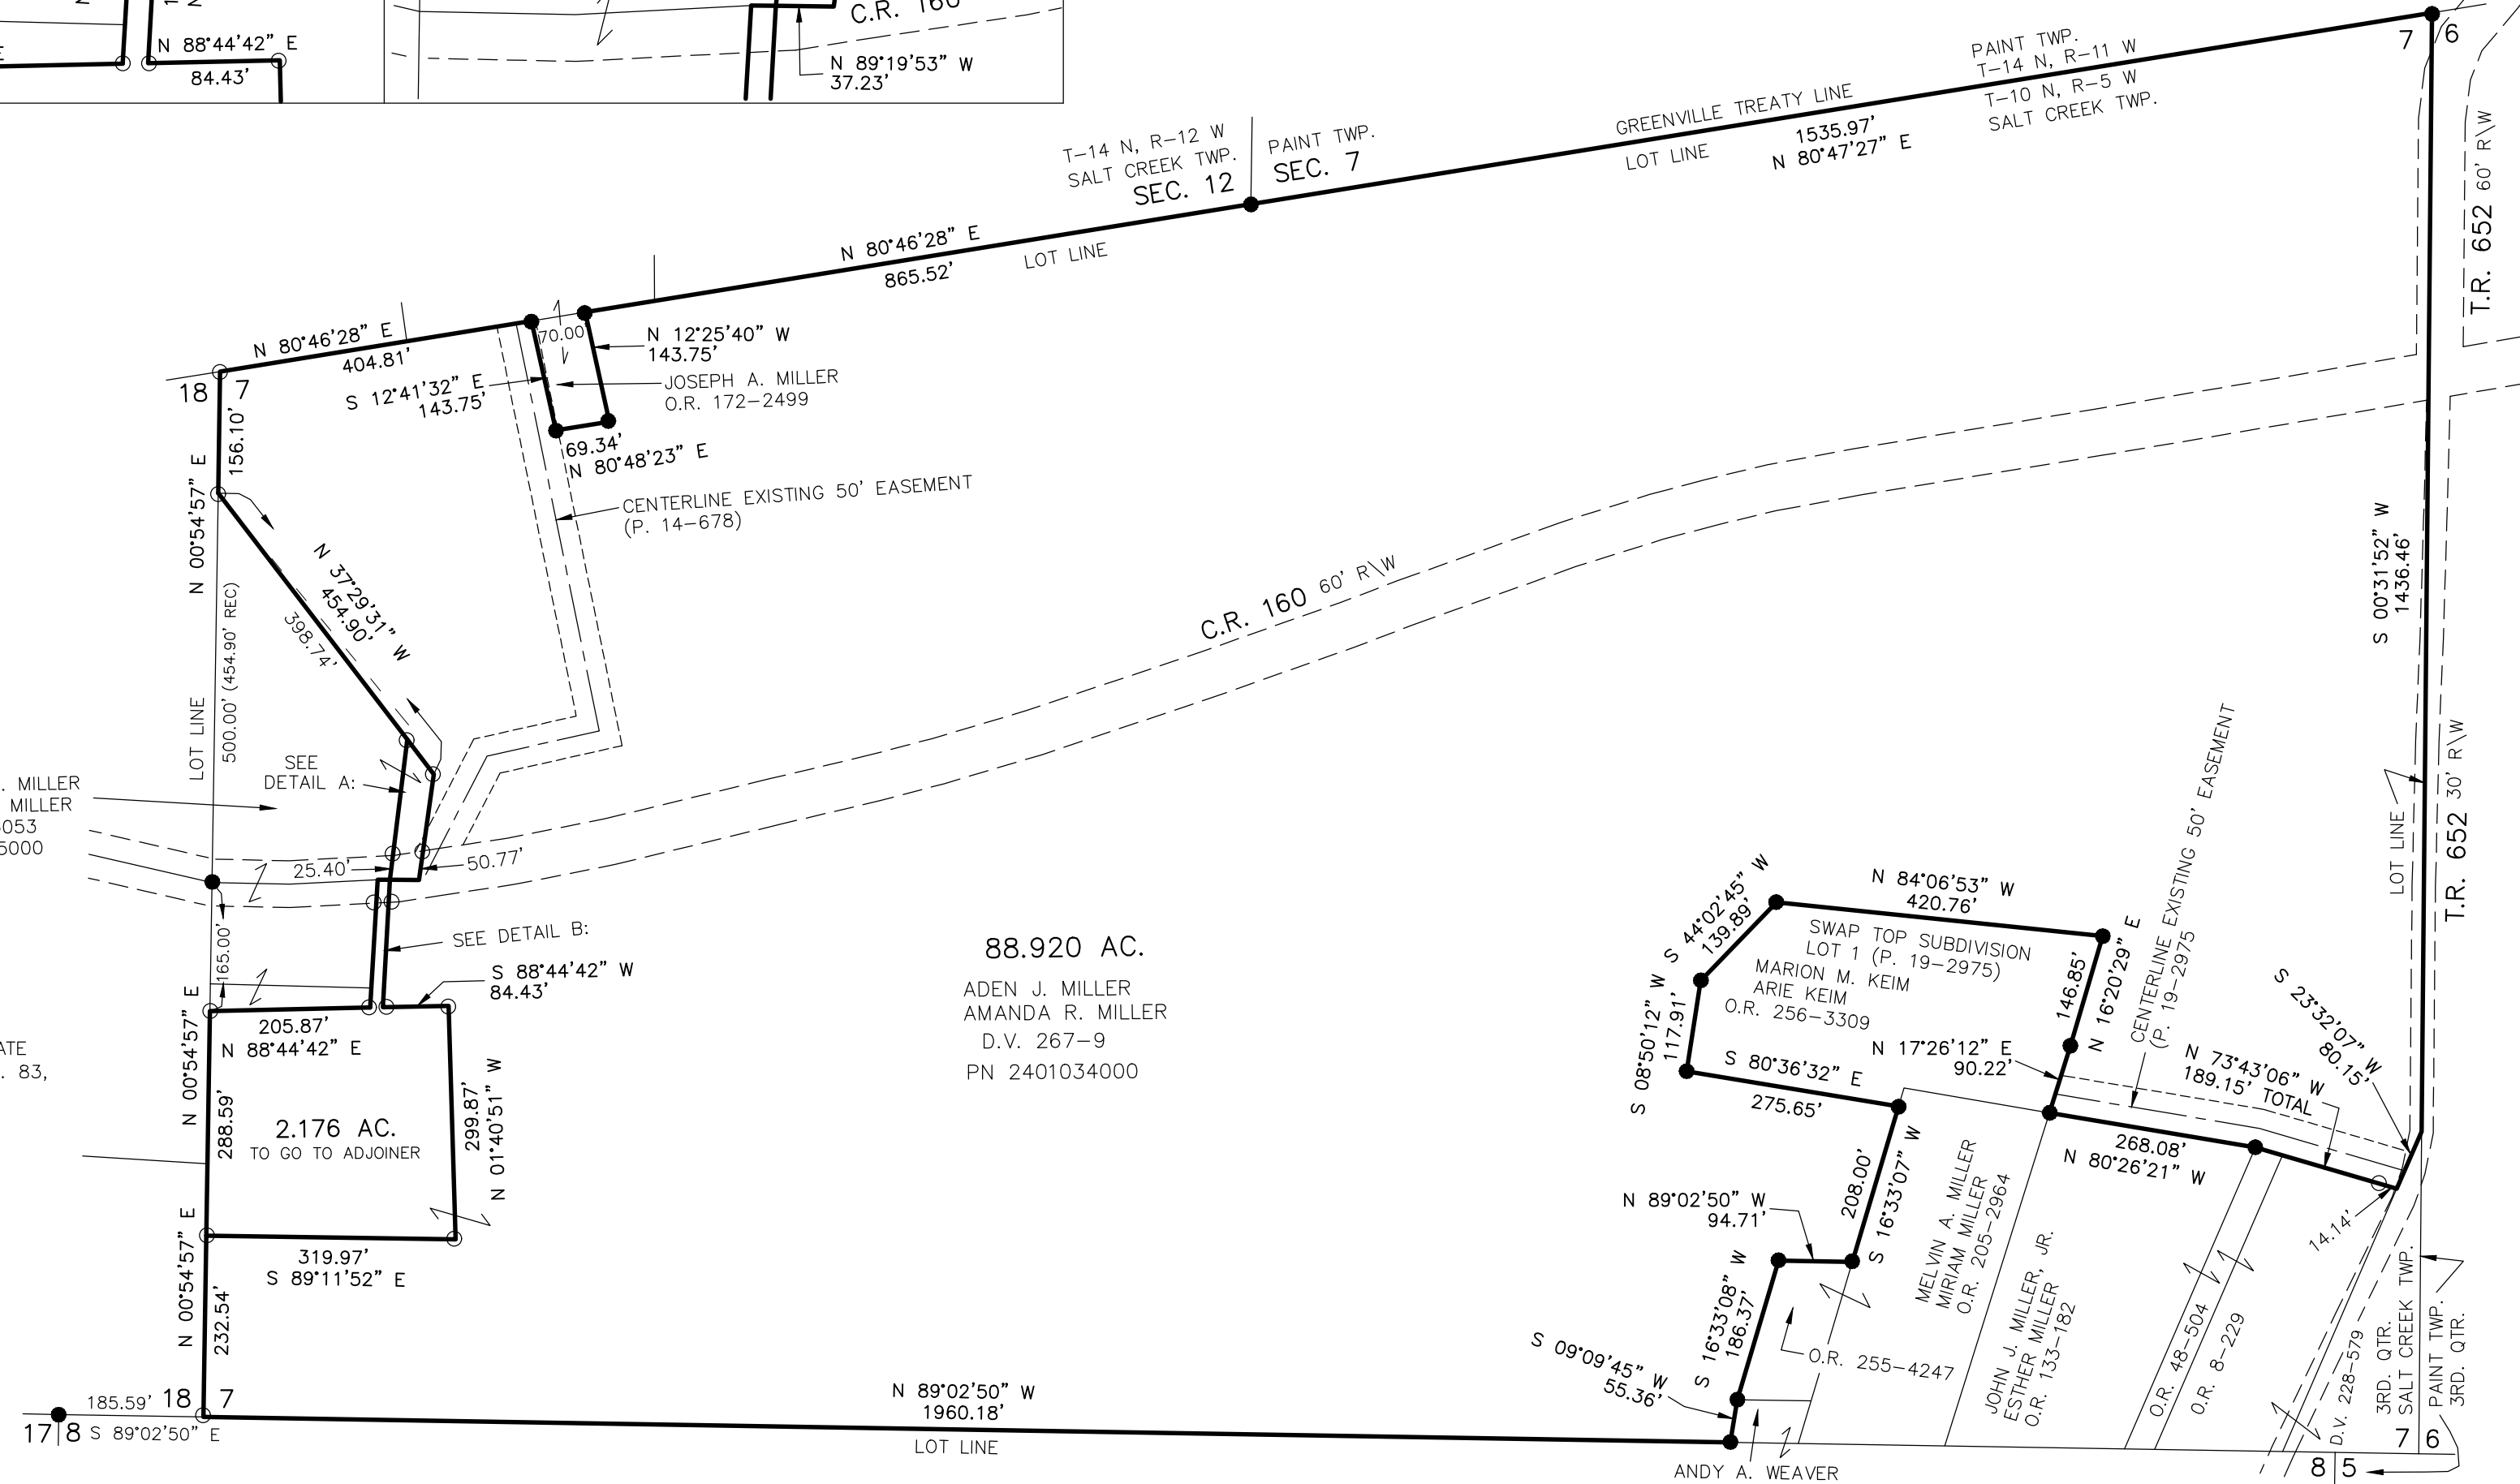 N 88°44'42" E
84.43'
C.R. 160
N 89°19'53" W
37.23'
7 6
PAINT TWP.
T-14 N, R-11 W
T-10 N, R-5 W
SALT CREEK TWP.
GREENVILLE TREATY LINE
1535.97'
LOT LINE
N 80°47'27" E
T-14 N, R-12 W
SALT CREEK TWP.
SEC. 12
PAINT TWP.
SEC. 7
T.R. 652 60' R\W
N 80°46'28" E
865.52'
LOT LINE
N 80°46'28" E
404.81'
70.00'
N 12°25'40" W
143.75'
JOSEPH A. MILLER
O.R. 172-2499
S 12°41'32" E
143.75'
69.34'
N 80°48'23" E
18 7
156.10'
N 00°54'57" E
CENTERLINE EXISTING 50' EASEMENT
(P. 14-678)
N 37°29'31" W
454.90'
398.74'
500.00' (454.90' REC)
LOT LINE
C.R. 160 60' R\W
S 00°31'52" W
1436.46'
SEE
DETAIL A:
. MILLER
MILLER
053
5000
25.40'
50.77'
165.00'
SEE DETAIL B:
S 88°44'42" W
84.43'
205.87'
N 88°44'42" E
N 00°54'57" E
288.59'
ATE
. 83,
2.176 AC.
TO GO TO ADJOINER
299.87'
N 01°40'51" W
319.97'
S 89°11'52" E
N 00°54'57" E
232.54'
88.920 AC.
ADEN J. MILLER
AMANDA R. MILLER
D.V. 267-9
PN 2401034000
N 84°06'53" W
420.76'
S 44°02'45" W
139.89'
SWAP TOP SUBDIVISION
LOT 1 (P. 19-2975)
MARION M. KEIM
ARIE KEIM
O.R. 256-3309
S 08°50'12" W
117.91'
146.85'
N 16°20'29" E
N 17°26'12" E
90.22'
S 80°36'32" E
275.65'
CENTERLINE EXISTING 50' EASEMENT
(P. 19-2975
LOT LINE
T.R. 652 30' R\W
S 23°32'07" W
80.15'
N 73°43'06" W
189.15' TOTAL
268.08'
N 80°26'21" W
14.14'
208.00'
S 16°33'07" W
N 89°02'50" W
94.71'
S 16°33'08" W
186.37'
S 09°09'45" W
55.36'
O.R. 255-4247
MELVIN A. MILLER
MIRIAM MILLER
O.R. 205-2964
JOHN J. MILLER, JR.
ESTHER MILLER
O.R. 133-182
O.R. 48-504
O.R. 8-229
D.V. 228-579
3RD. QTR.
SALT CREEK TWP.
PAINT TWP.
3RD. QTR.
185.59' 18 7
17 8 S 89°02'50" E
N 89°02'50" W
1960.18'
LOT LINE
ANDY A. WEAVER
7 6
8 5